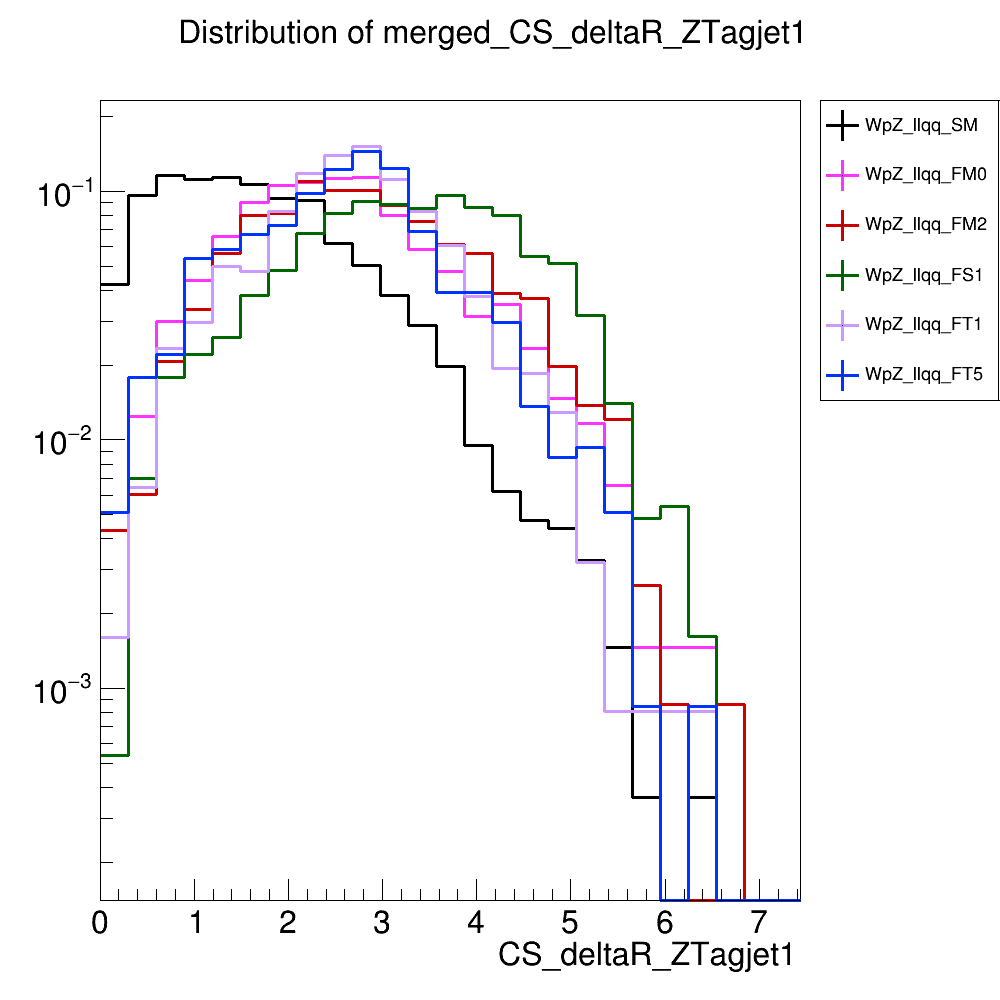 Distribution of merged_CS_deltaR_ZTagjet1
WpZ_llqq_SM
WpZ_llqq_FM0
WpZ_llqq_FM2
WpZ_llqq_FS1
WpZ_llqq_FT1
WpZ_llqq_FT5
10⁻¹
10⁻²
10⁻³
0 1 2 3 4 5 6 7
CS_deltaR_ZTagjet1